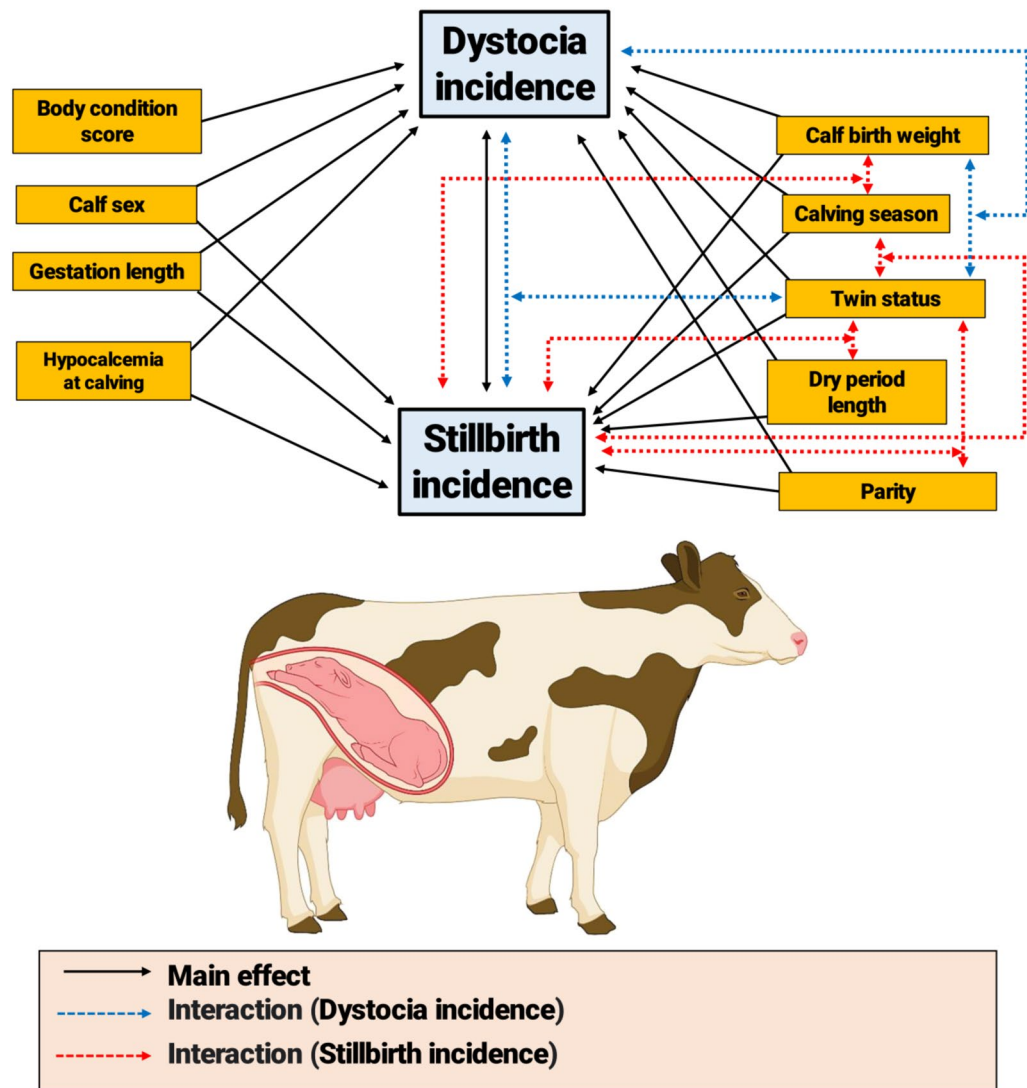 Dystocia
incidence
Body condition
score
Calf sex
Gestation length
Hypocalcemia
at calving
Calf birth weight
Calving season
Twin status
Dry period
length
Parity
Stillbirth
incidence
Main effect
Interaction (Dystocia incidence)
Interaction (Stillbirth incidence)